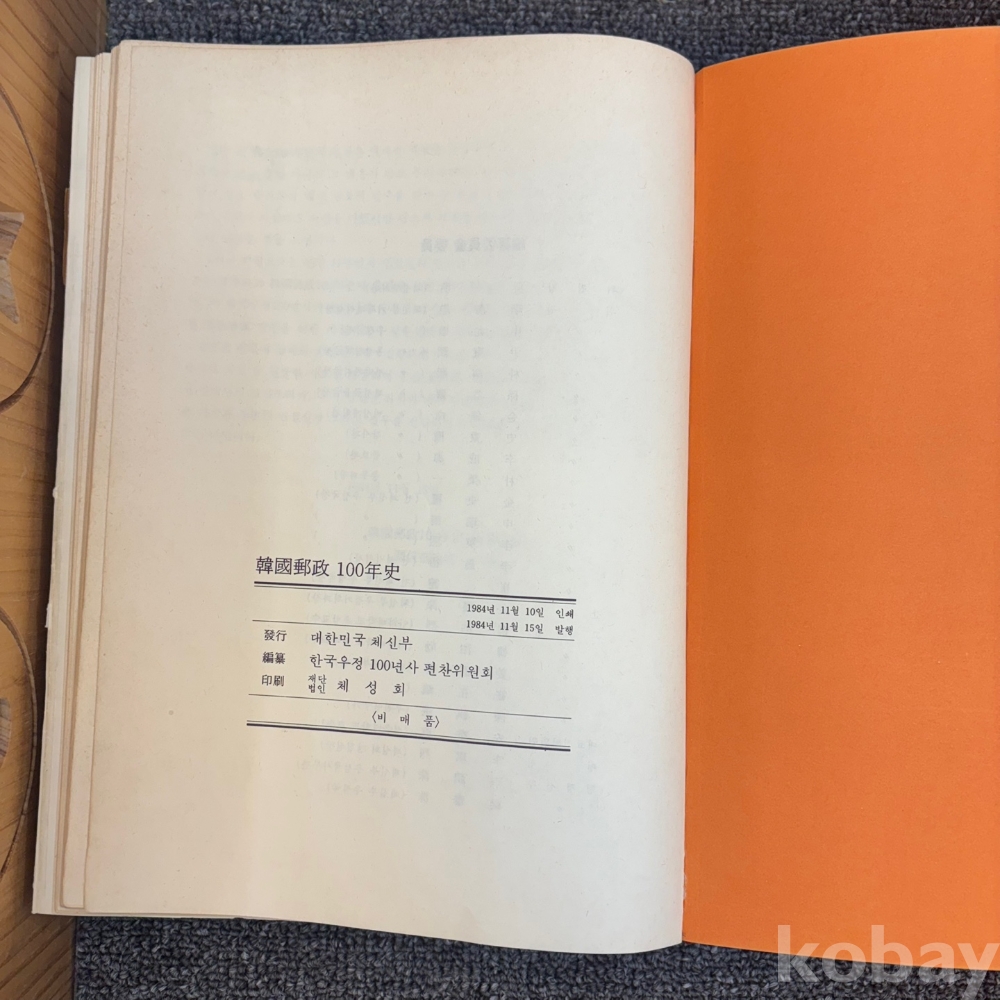 韓國郵政 100年史
1984년 11월 10일 인쇄
1984년 11월 15일 발행
發行 대한민국 체신부
編纂 한국우정 100년사 편찬위원회
印刷 재단법인 체성회
〈비매품〉
kobay